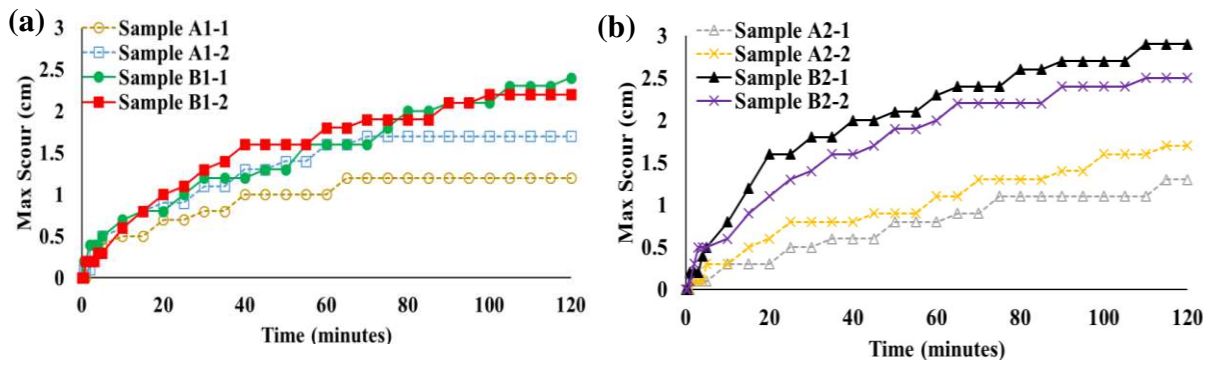 (a)
3
2.5
2
1.5
1
0.5
0
Max Scour (cm)
Sample A1-1
Sample A1-2
Sample B1-1
Sample B1-2
0 20 40 60 80 100 120
Time (minutes)
(b)
3
2.5
2
1.5
1
0.5
0
Max Scour (cm)
Sample A2-1
Sample A2-2
Sample B2-1
Sample B2-2
0 20 40 60 80 100 120
Time (minutes)